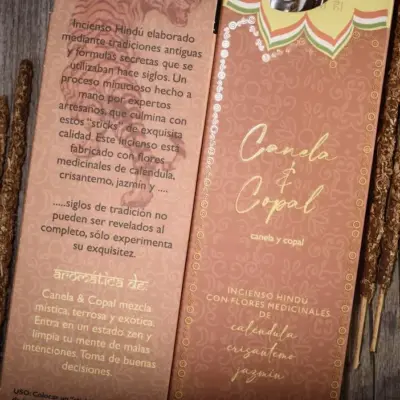 Incienso Hindú elaborado
mediante tradiciones antiguas
y fórmulas secretas que se
utilizaban hace siglos. Un
proceso minucioso hecho a
mano por expertos
artesanos que culmina con
estos "sticks" de exquisita
calidad. Este incienso está
fabricado con flores
medicinales de caléndula,
crisantemo, jazmín y ....
.....siglos de tradición no
pueden ser revelados al
completo, sólo experimenta
su exquisitez.
aromática de:
Canela & Copal mezcla
mística, terrosa y exótica.
Entra en un estado zen y
limpia tu mente de malas
intenciones. Toma de buenas
decisiones.
Canela
&
Copal
canela y copal
INCIENSO HINDÚ
CON FLORES MEDICINALES
DE
caléndula
crisantemo
jazmín